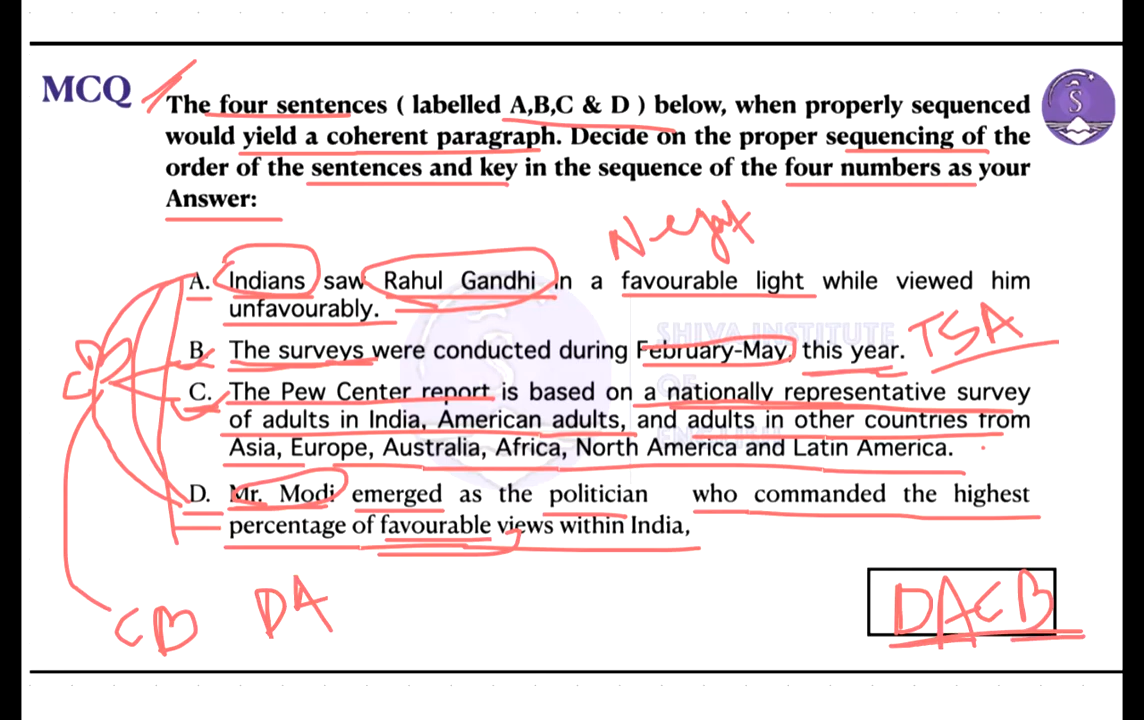 MCQ
The four sentences ( labelled A,B,C & D ) below, when properly sequenced
would yield a coherent paragraph. Decide on the proper sequencing of the
order of the sentences and key in the sequence of the four numbers as your
Answer:
Negat
A. Indians saw Rahul Gandhi in a favourable light while viewed him
unfavourably.
SHIVA INSTITUTE
OF
ENGLISH
B. The surveys were conducted during February-May, this year.
TSA
C. The Pew Center report is based on a nationally representative survey
of adults in India, American adults, and adults in other countries from
Asia, Europe, Australia, Africa, North America and Latin America.
D. Mr. Modi emerged as the politician who commanded the highest
percentage of favourable views within India,
CB DA
DACB